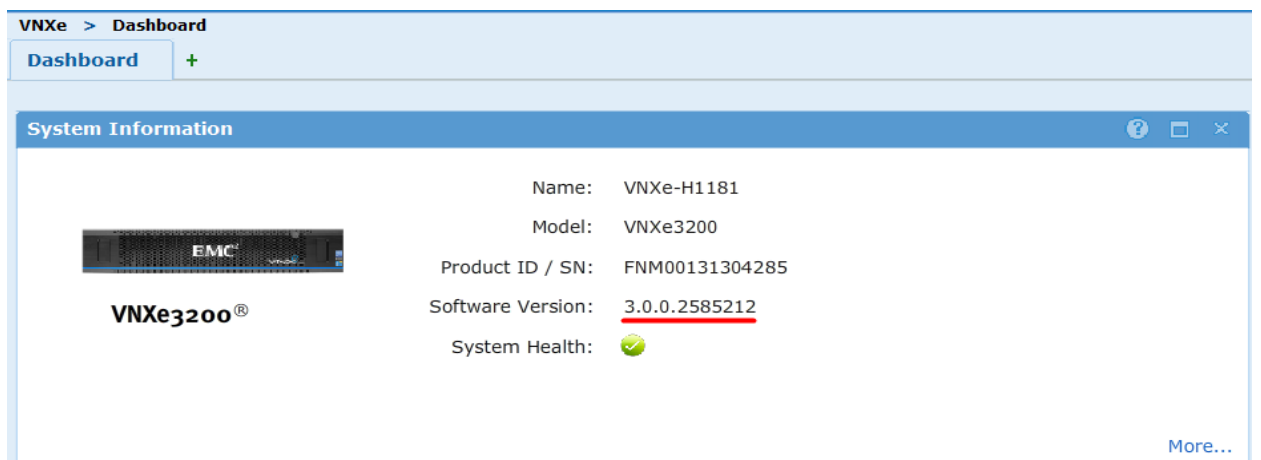 VNXe > Dashboard
Dashboard +
System Information
Name: VNXe-H1181
Model: VNXe3200
EMC²
Product ID / SN: FNM00131304285
VNXe3200®
Software Version: 3.0.0.2585212
System Health:
More...